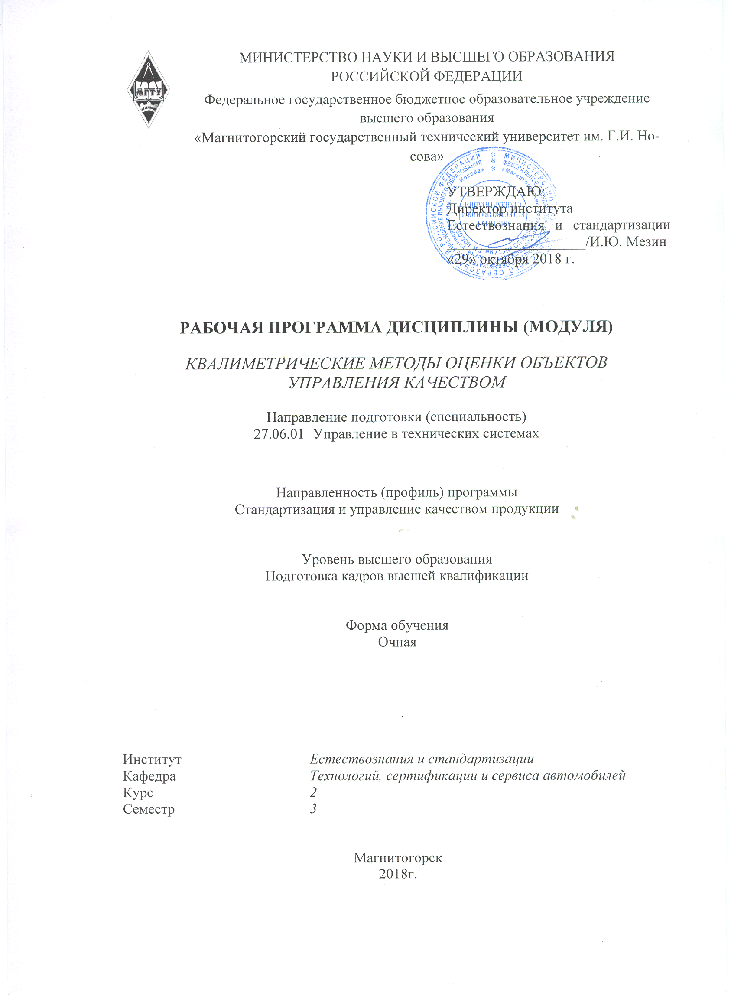 МИНИСТЕРСТВО НАУКИ И ВЫСШЕГО ОБРАЗОВАНИЯ
РОССИЙСКОЙ ФЕДЕРАЦИИ
Федеральное государственное бюджетное образовательное учреждение
высшего образования
«Магнитогорский государственный технический университет им. Г.И. Но-
сова»
МГТУ
УТВЕРЖДАЮ:
Директор института
Естествознания и стандартизации
/И.Ю. Мезин
«29» октября 2018 г.
РАБОЧАЯ ПРОГРАММА ДИСЦИПЛИНЫ (МОДУЛЯ)
КВАЛИМЕТРИЧЕСКИЕ МЕТОДЫ ОЦЕНКИ ОБЪЕКТОВ
УПРАВЛЕНИЯ КАЧЕСТВОМ
Направление подготовки (специальность)
27.06.01 Управление в технических системах
Направленность (профиль) программы
Стандартизация и управление качеством продукции
Уровень высшего образования
Подготовка кадров высшей квалификации
Форма обучения
Очная
Институт Естествознания и стандартизации
Кафедра Технологий, сертификации и сервиса автомобилей
Курс 2
Семестр 3
Магнитогорск
2018г.